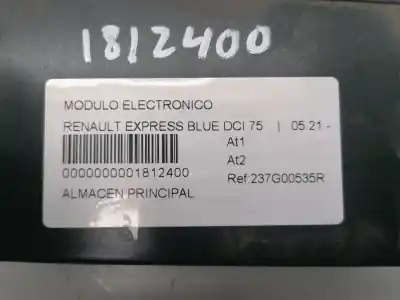 1812400
MODULO ELECTRONICO
RENAULT EXPRESS BLUE DCI 75 | 05.21 -
At1
At2
0000000001812400 Ref:237G00535R
ALMACEN PRINCIPAL